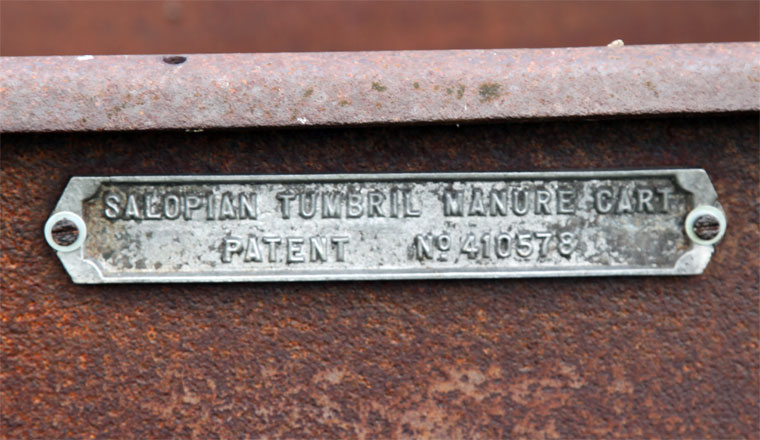 SALOPIAN TUMBRIL MANURE CART
PATENT No 410578